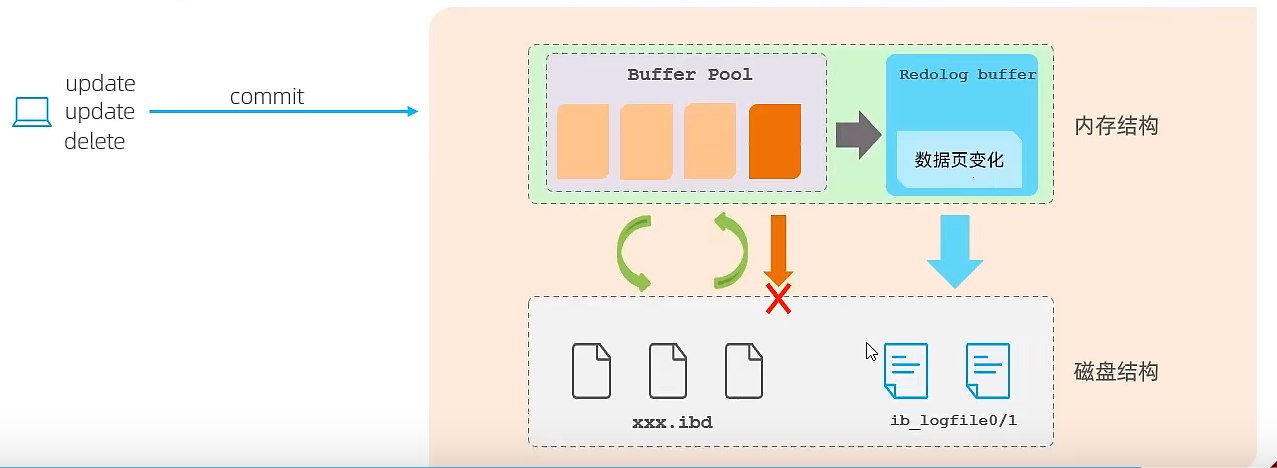 update
update
delete
commit
Buffer Pool
Redolog buffer
数据页变化
内存结构
xxx.ibd
ib_logfile0/1
磁盘结构